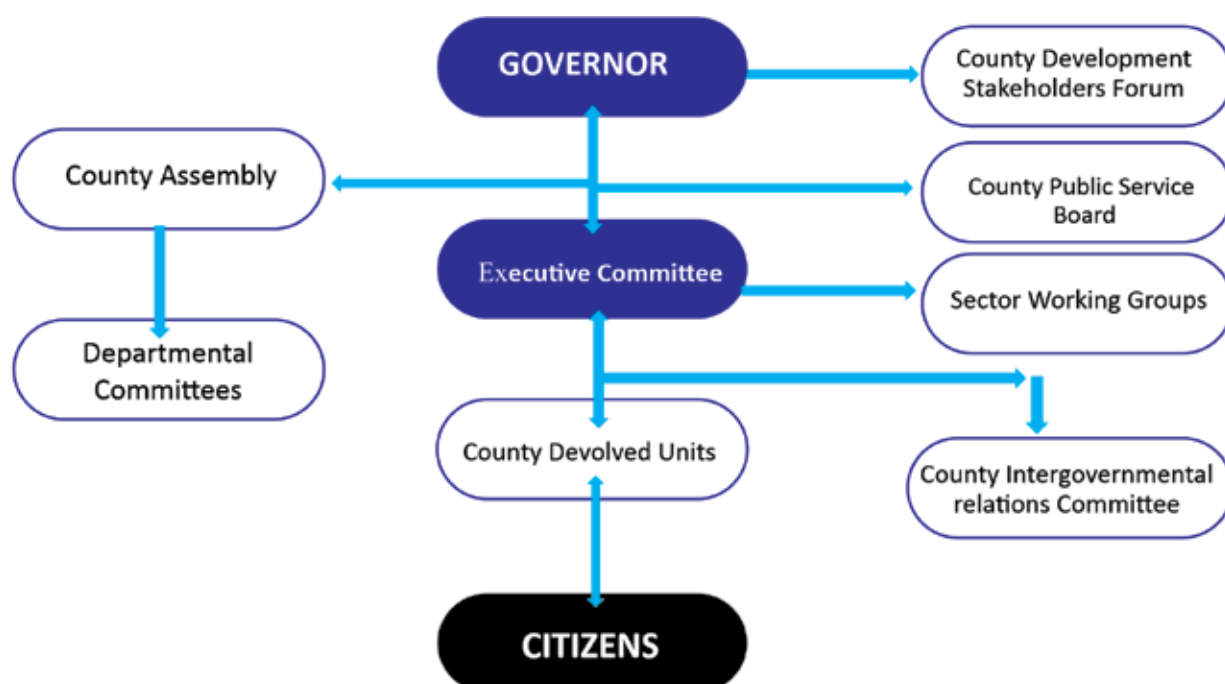 GOVERNOR
County Development
Stakeholders Forum
County Assembly
County Public Service
Board
Executive Committee
Sector Working Groups
Departmental
Committees
County Devolved Units
County Intergovernmental
relations Committee
CITIZENS